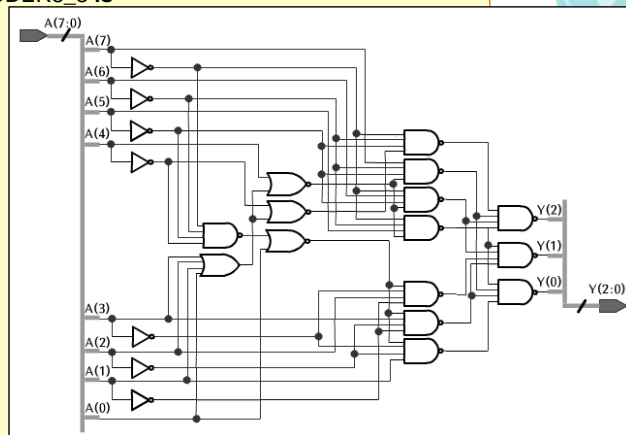 A(7:0)
A(7)
A(6)
A(5)
A(4)
Y(2)
Y(1)
Y(0)
Y(2:0)
A(3)
A(2)
A(1)
A(0)